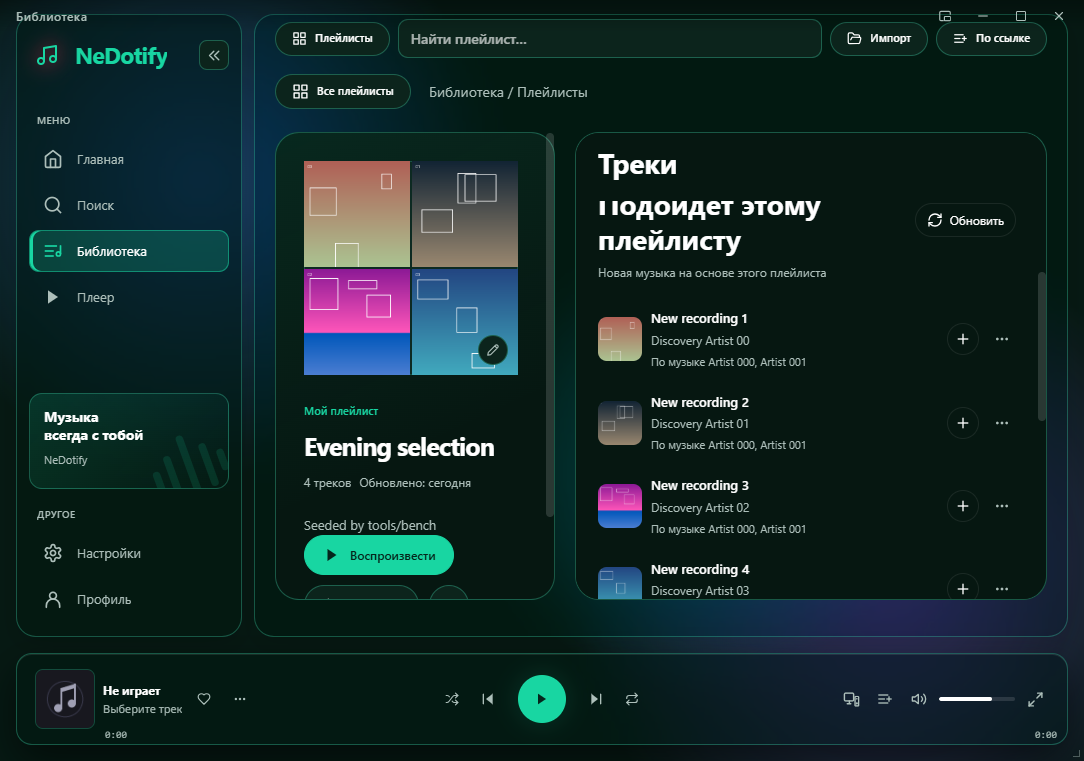 Библиотека
NeDotify
МЕНЮ
Главная
Поиск
Библиотека
Плеер
Музыка
всегда с тобой
NeDotify
ДРУГОЕ
Настройки
Профиль
Плейлисты
Найти плейлист...
Импорт
По ссылке
Все плейлисты
Библиотека / Плейлисты
Мой плейлист
Evening selection
4 треков Обновлено: сегодня
Seeded by tools/bench
Воспроизвести
Треки
Подойдет этому
плейлисту
Обновить
Новая музыка на основе этого плейлиста
New recording 1
Discovery Artist 00
По музыке Artist 000, Artist 001
New recording 2
Discovery Artist 01
По музыке Artist 000, Artist 001
New recording 3
Discovery Artist 02
По музыке Artist 000, Artist 001
New recording 4
Discovery Artist 03
Не играет
Выберите трек
0:00
0:00